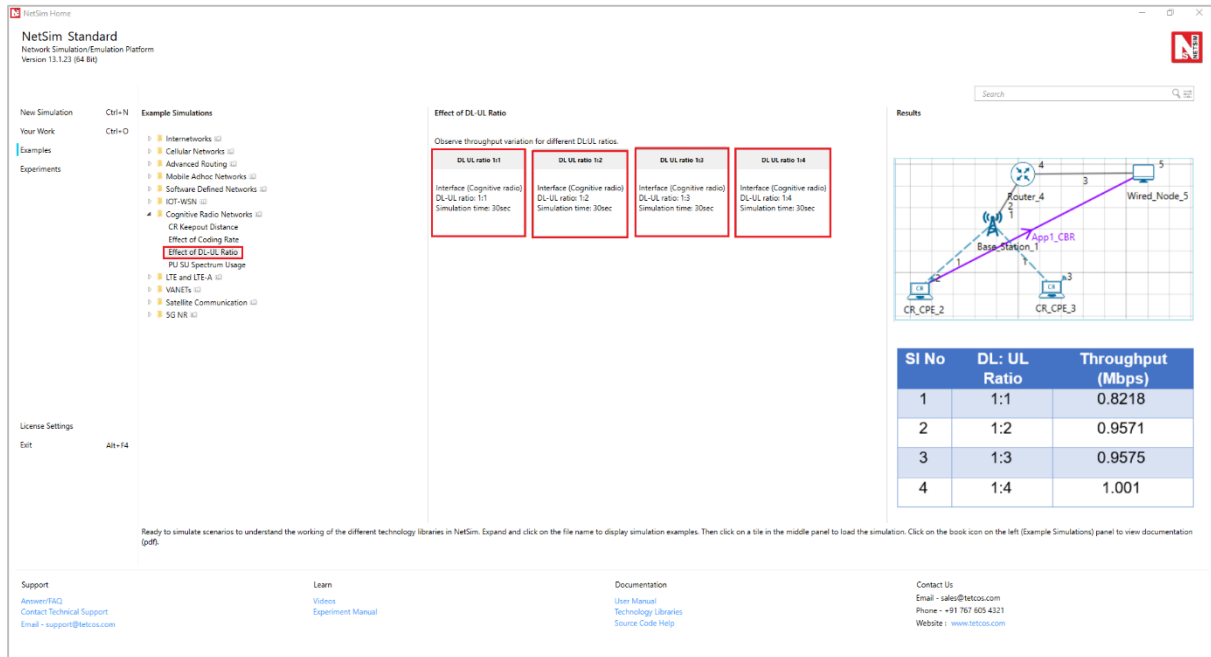 NetSim Home
NetSim Standard
Network Simulation/Emulation Platform
Version 13.1.23 (64 Bit)
NETSIM
Search
New Simulation Ctrl+N
Your Work Ctrl+O
Examples
Experiments
License Settings
Exit Alt+F4
Example Simulations
Internetworks
Cellular Networks
Advanced Routing
Mobile Adhoc Networks
Software Defined Networks
IOT-WSN
Cognitive Radio Networks
CR Keepout Distance
Effect of Coding Rate
Effect of DL-UL Ratio
PU SU Spectrum Usage
LTE and LTE-A
VANETs
Satellite Communication
5G NR
Effect of DL-UL Ratio
Observe throughput variation for different DL:UL ratios.
DL UL ratio 1:1
Interface (Cognitive radio)
DL-UL ratio: 1:1
Simulation time: 30sec
DL UL ratio 1:2
Interface (Cognitive radio)
DL-UL ratio: 1:2
Simulation time: 30sec
DL UL ratio 1:3
Interface (Cognitive radio)
DL-UL ratio: 1:3
Simulation time: 30sec
DL UL ratio 1:4
Interface (Cognitive radio)
DL-UL ratio: 1:4
Simulation time: 30sec
Results
4
5
3
Router_4
Wired_Node_5
2
1
App1_CBR
Base_Station_1
1
1
2
3
CR
CR
CR_CPE_2
CR_CPE_3
SI No DL: UL Ratio Throughput (Mbps)
1 1:1 0.8218
2 1:2 0.9571
3 1:3 0.9575
4 1:4 1.001
Ready to simulate scenarios to understand the working of the different technology libraries in NetSim. Expand and click on the file name to display simulation examples. Then click on a tile in the middle panel to load the simulation. Click on the book icon on the left (Example Simulations) panel to view documentation
(pdf).
Support
Answer/FAQ
Contact Technical Support
Email - support@tetcos.com
Learn
Videos
Experiment Manual
Documentation
User Manual
Technology Libraries
Source Code Help
Contact Us
Email - sales@tetcos.com
Phone - +91 767 605 4321
Website : www.tetcos.com